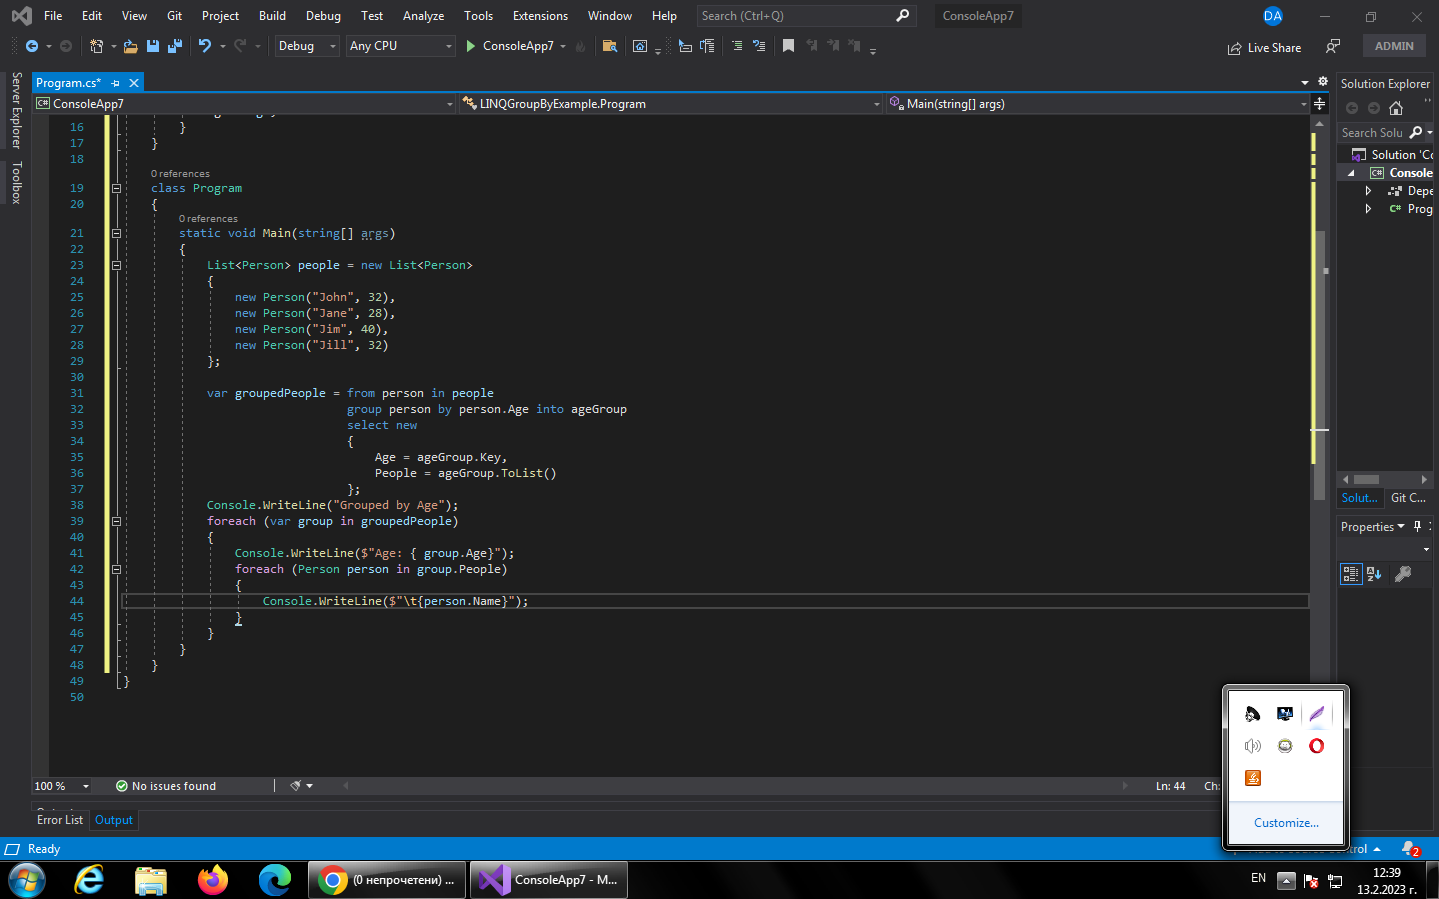 File Edit View Git Project Build Debug Test Analyze Tools Extensions Window Help Search (Ctrl+Q) ConsoleApp7 DA
Debug Any CPU ConsoleApp7 Live Share ADMIN
Server Explorer
Toolbox
Program.cs*
ConsoleApp7 LINQGroupByExample.Program Main(string[] args)
16 }
17 }
18
0 references
19 class Program
20 {
0 references
21 static void Main(string[] args)
22 {
23 List<Person> people = new List<Person>
24 {
25 new Person("John", 32),
26 new Person("Jane", 28),
27 new Person("Jim", 40),
28 new Person("Jill", 32)
29 };
30
31 var groupedPeople = from person in people
32 group person by person.Age into ageGroup
33 select new
34 {
35 Age = ageGroup.Key,
36 People = ageGroup.ToList()
37 };
38 Console.WriteLine("Grouped by Age");
39 foreach (var group in groupedPeople)
40 {
41 Console.WriteLine($"Age: { group.Age}");
42 foreach (Person person in group.People)
43 {
44 Console.WriteLine($"\t{person.Name}");
45 }
46 }
47 }
48 }
49 }
50
100 % No issues found Ln: 44 Ch:
Error List Output
Solution Explorer
Search Solu
Solution 'Co
C# Console
Depe
C# Prog
Solut... Git C...
Properties
Customize...
Ready Control 2
(0 непрочетени) ... ConsoleApp7 - M... EN 12:39
13.2.2023 г.